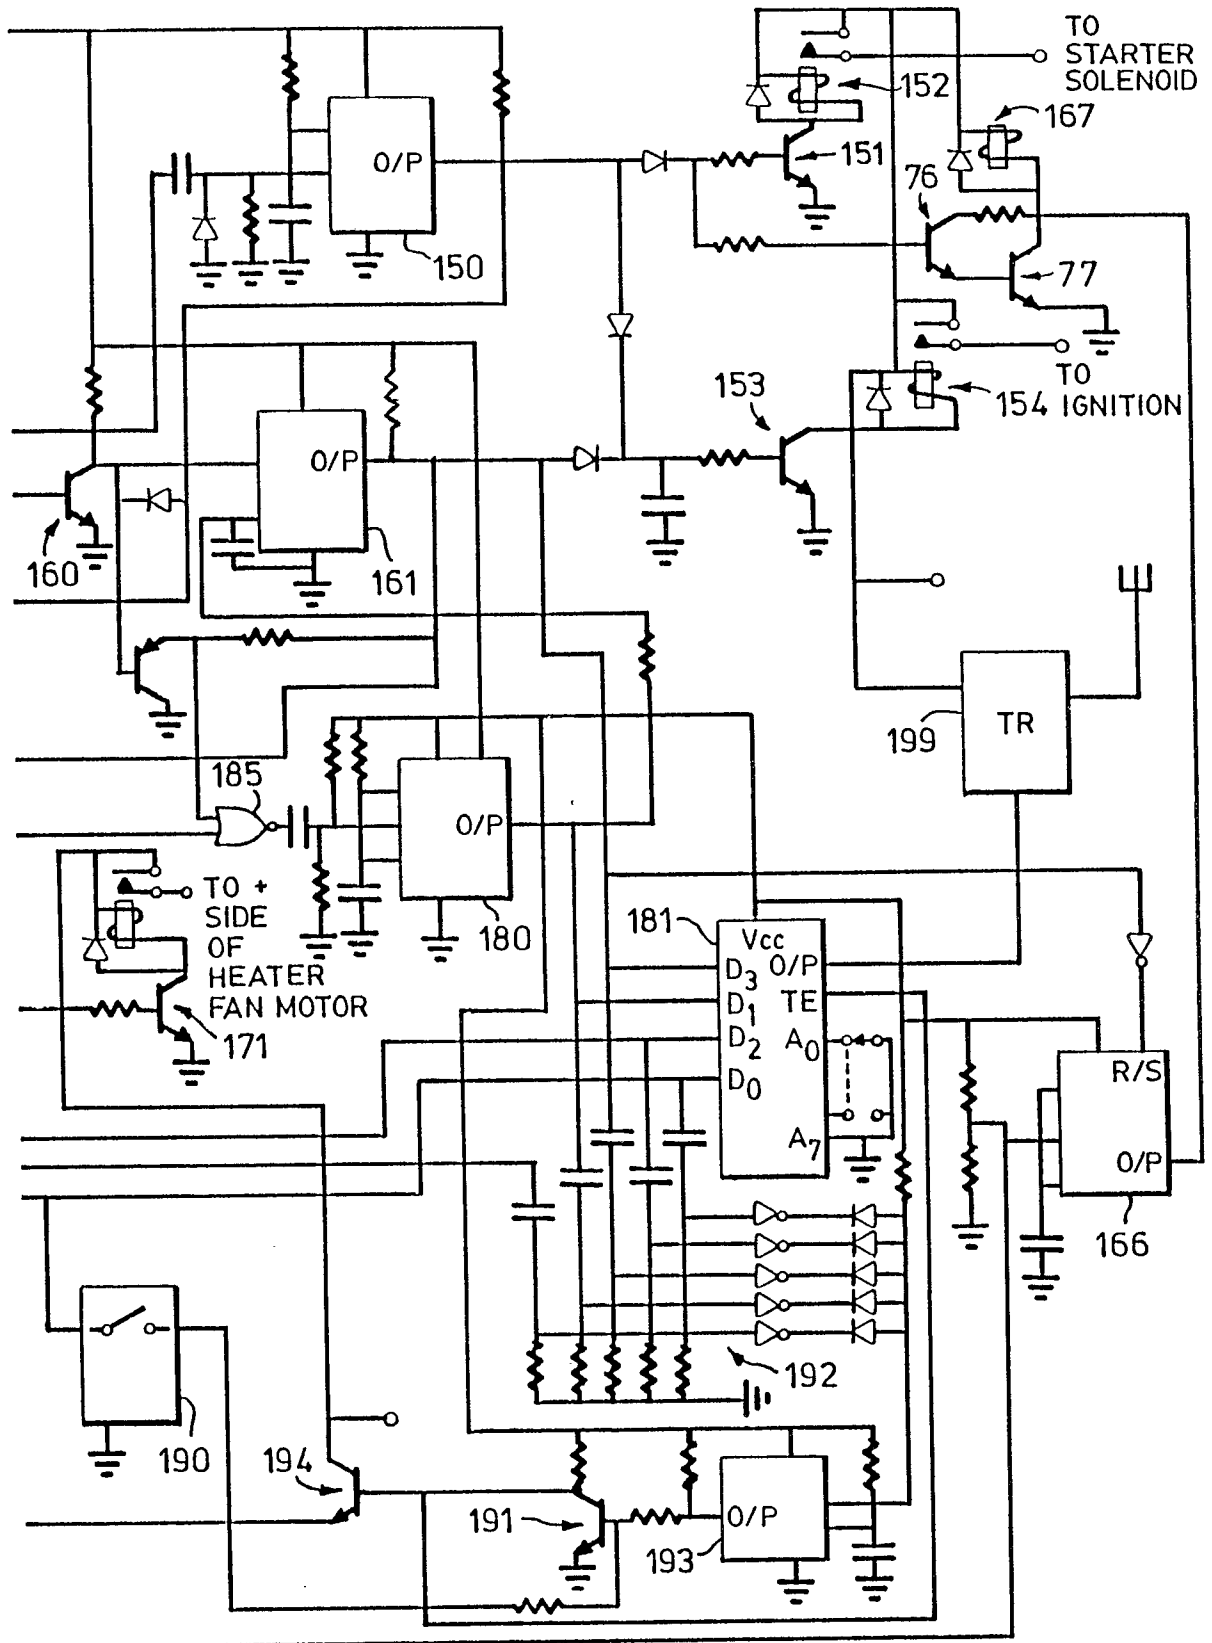 TO
STARTER
SOLENOID
152
167
O/P
151
76
150
77
153
154
TO
IGNITION
O/P
160
161
199
TR
185
O/P
TO +
SIDE
OF
HEATER
FAN MOTOR
180
181
Vcc
O/P
D3
TE
D1
171
D2
A0
D0
R/S
A7
O/P
166
192
190
194
191
O/P
193